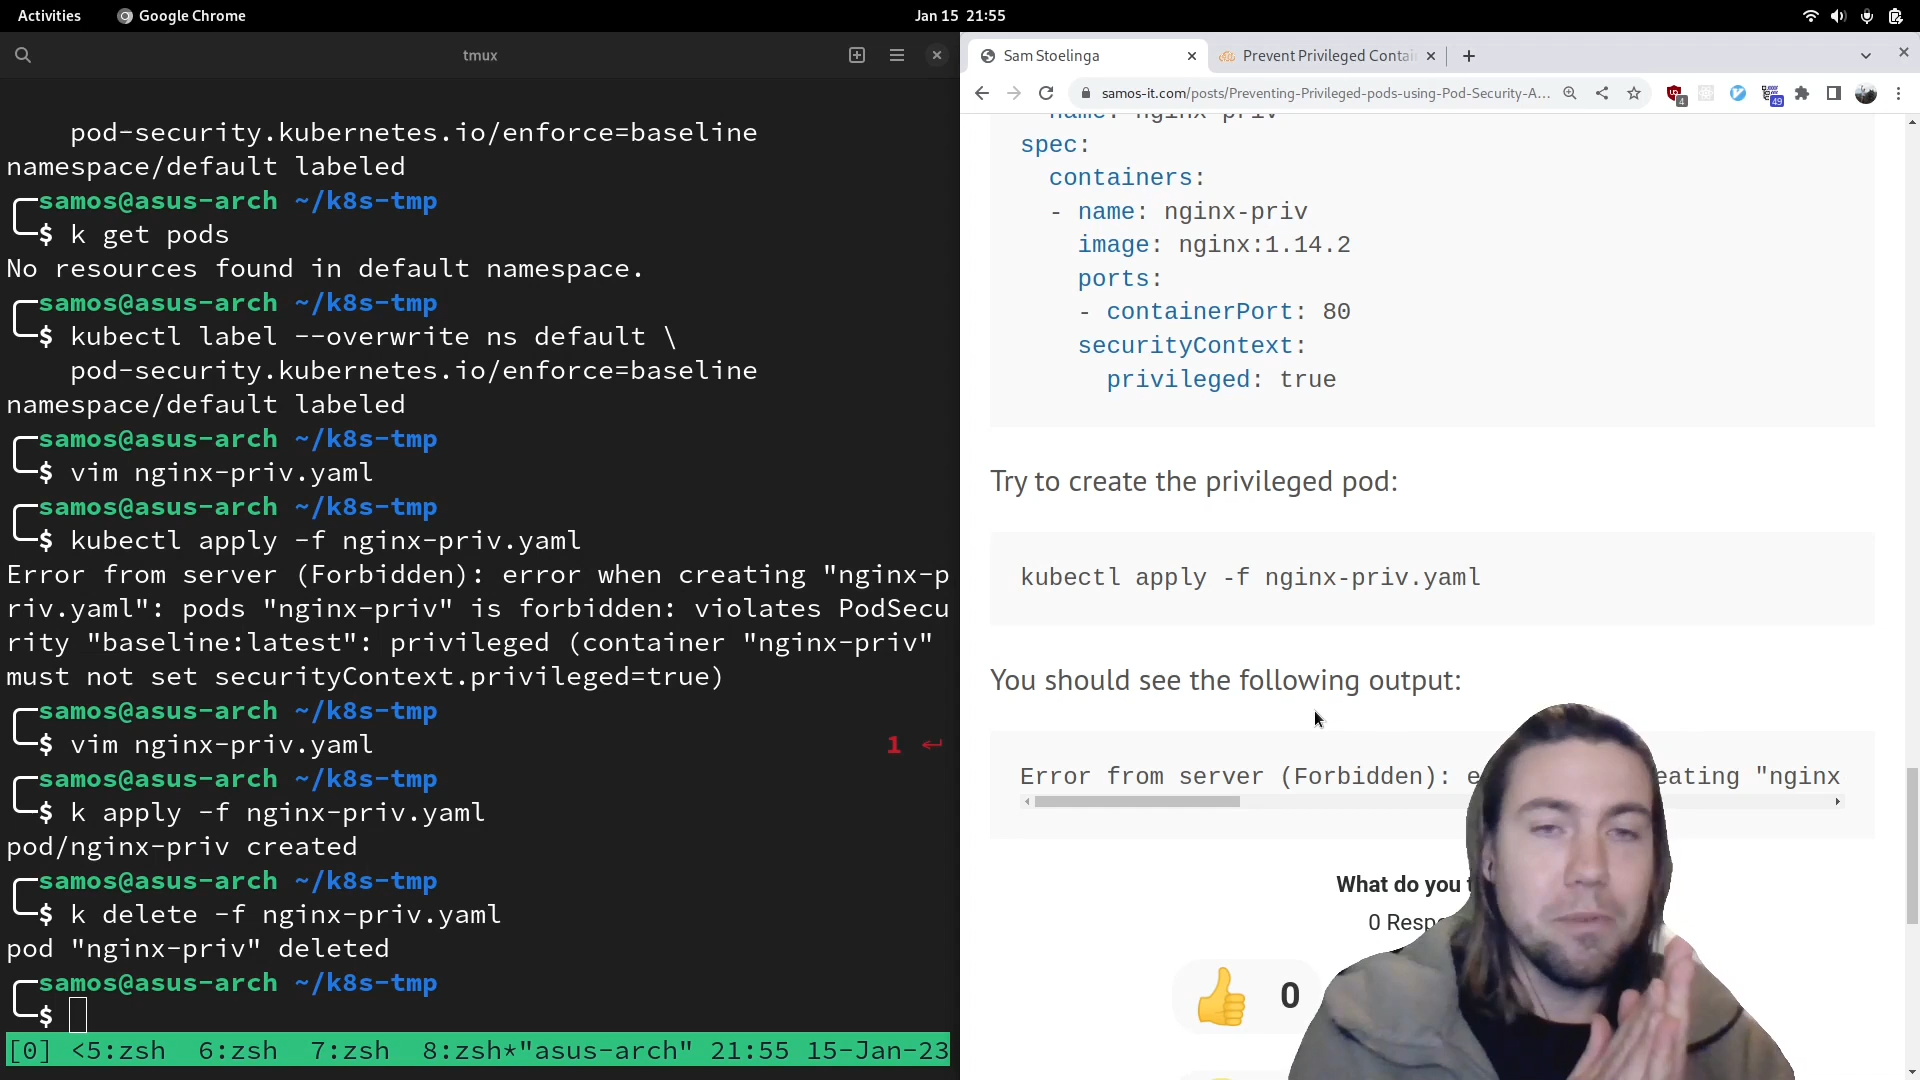 Activities
Google Chrome
Jan 15 21:55
tmux
pod-security.kubernetes.io/enforce=baseline
namespace/default labeled
samos@asus-arch ~/k8s-tmp
$ k get pods
No resources found in default namespace.
samos@asus-arch ~/k8s-tmp
$ kubectl label --overwrite ns default \
pod-security.kubernetes.io/enforce=baseline
namespace/default labeled
samos@asus-arch ~/k8s-tmp
$ vim nginx-priv.yaml
samos@asus-arch ~/k8s-tmp
$ kubectl apply -f nginx-priv.yaml
Error from server (Forbidden): error when creating "nginx-p
riv.yaml": pods "nginx-priv" is forbidden: violates PodSecu
rity "baseline:latest": privileged (container "nginx-priv"
must not set securityContext.privileged=true)
samos@asus-arch ~/k8s-tmp
$ vim nginx-priv.yaml 1 ↵
samos@asus-arch ~/k8s-tmp
$ k apply -f nginx-priv.yaml
pod/nginx-priv created
samos@asus-arch ~/k8s-tmp
$ k delete -f nginx-priv.yaml
pod "nginx-priv" deleted
samos@asus-arch ~/k8s-tmp
$
[0] <5:zsh 6:zsh 7:zsh 8:zsh*"asus-arch" 21:55 15-Jan-23
Sam Stoelinga
Prevent Privileged Contai
samos-it.com/posts/Preventing-Privileged-pods-using-Pod-Security-A...
4
49
name: nginx-priv
spec:
containers:
- name: nginx-priv
image: nginx:1.14.2
ports:
- containerPort: 80
securityContext:
privileged: true
Try to create the privileged pod:
kubectl apply -f nginx-priv.yaml
You should see the following output:
Error from server (Forbidden): e eating "nginx
What do you t
0 Respo
0